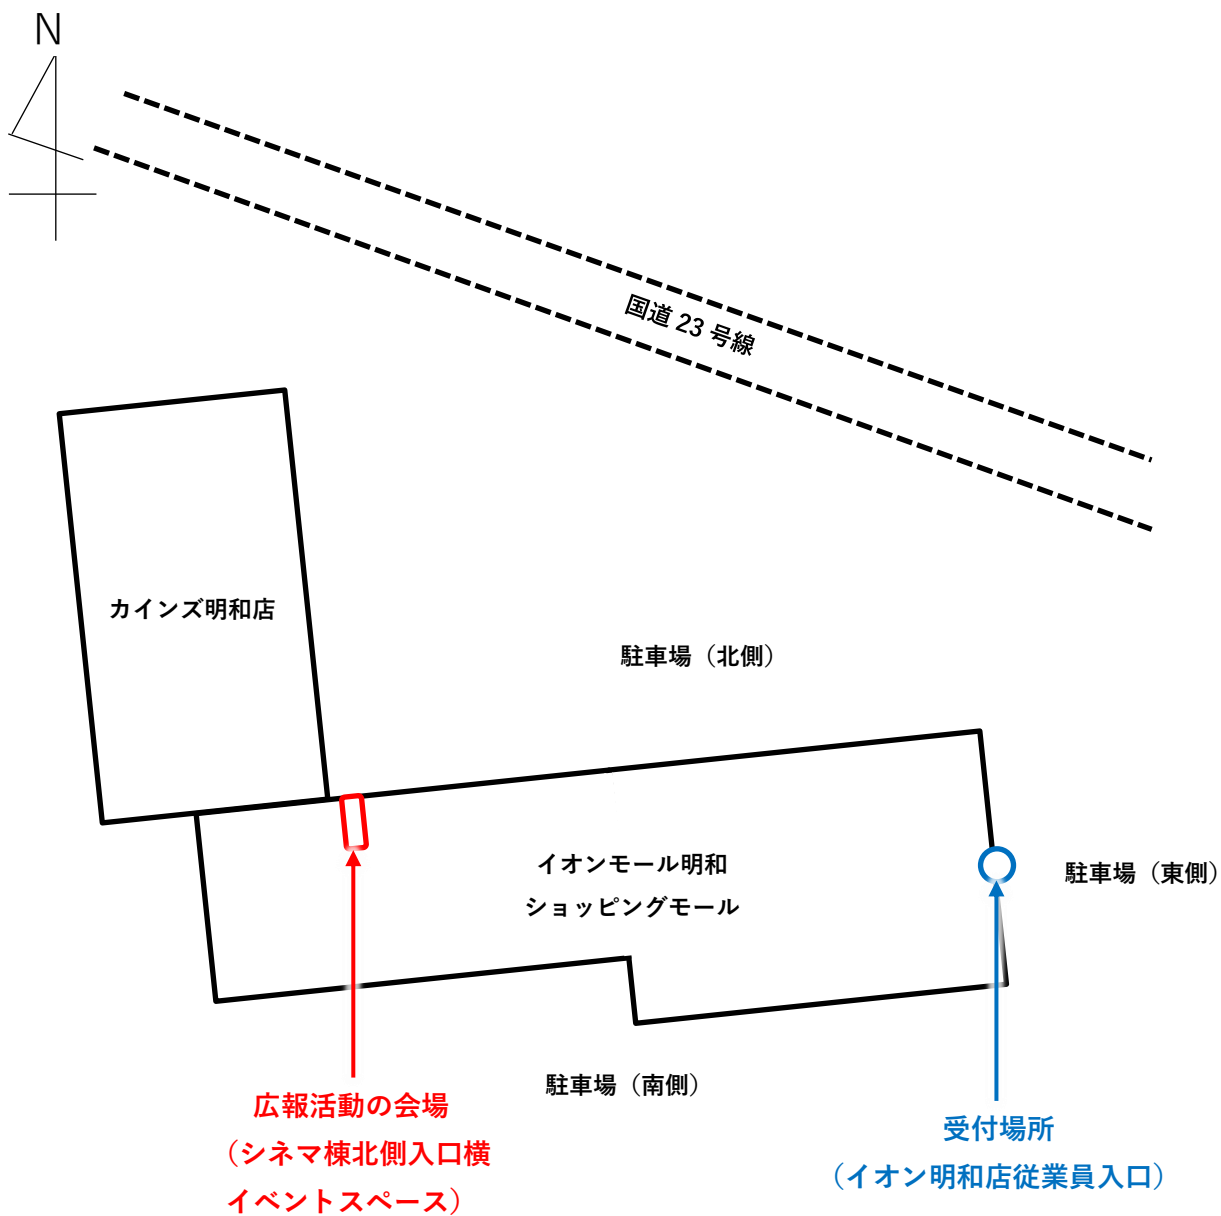 N
国道 23 号線
カインズ明和店
駐車場（北側）
イオンモール明和
ショッピングモール
駐車場（東側）
駐車場（南側）
広報活動の会場
（シネマ棟北側入口横
イベントスペース）
受付場所
（イオン明和店従業員入口）